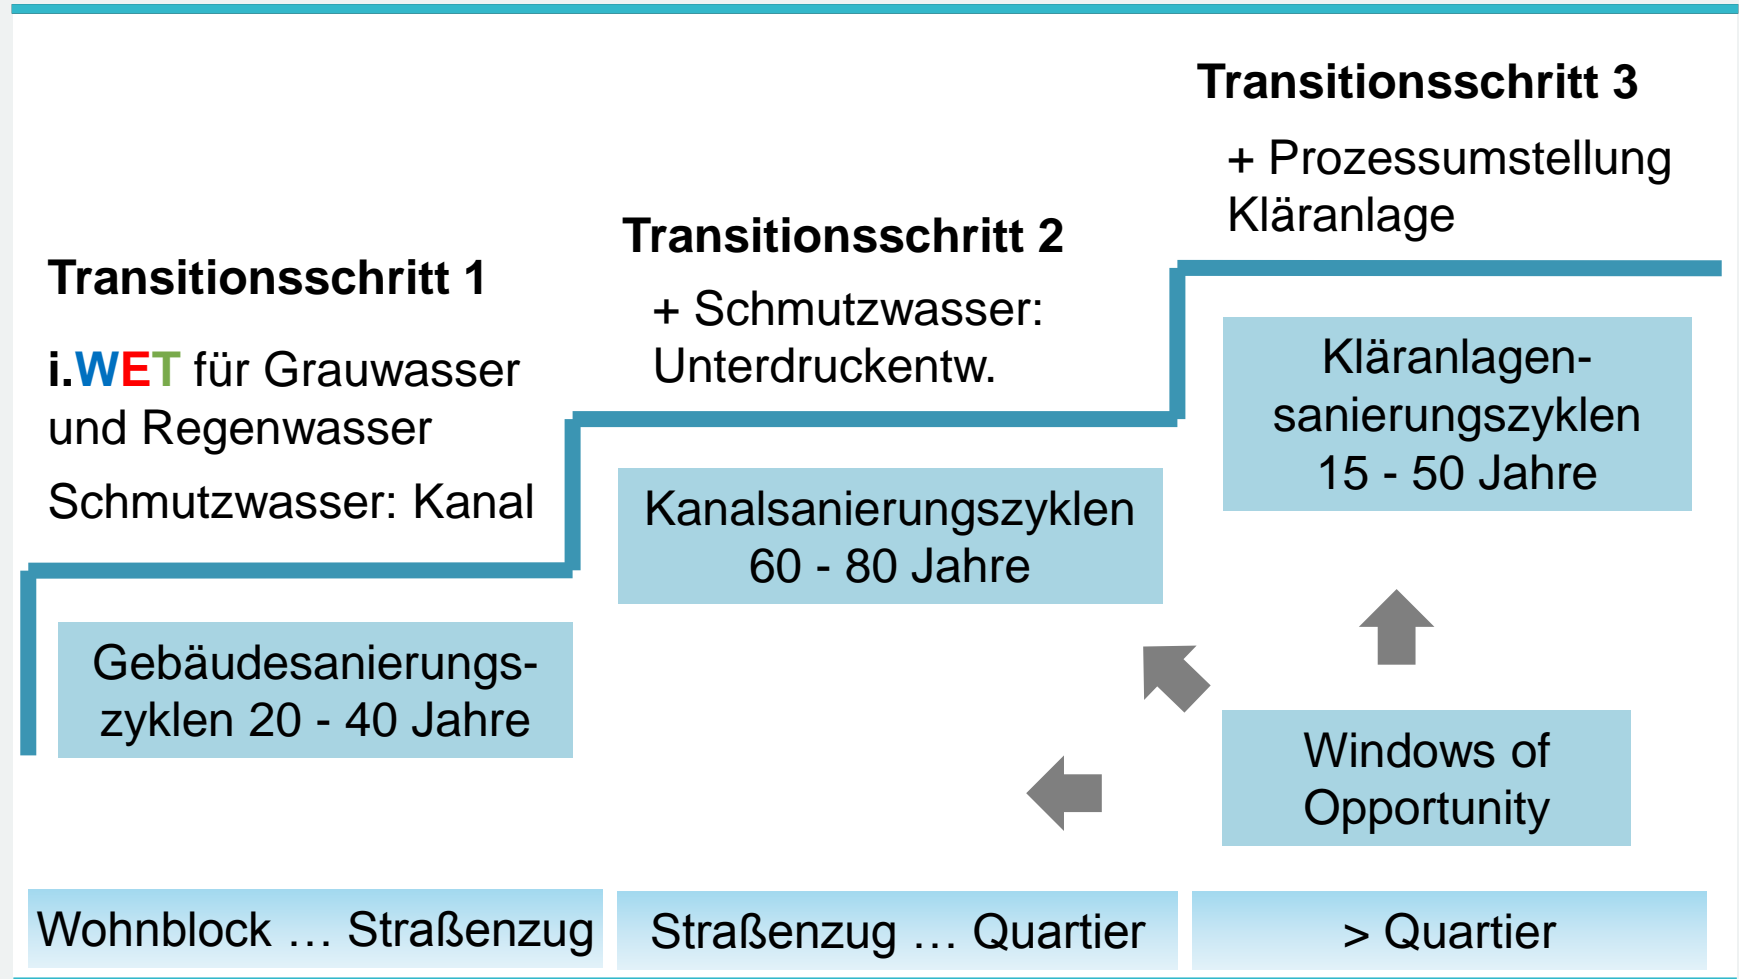 Transitionsschritt 1
i.WET für Grauwasser
und Regenwasser
Schmutzwasser: Kanal
Gebäudesanierungs-
zyklen 20 - 40 Jahre
Transitionsschritt 2
+ Schmutzwasser:
Unterdruckentw.
Kanalsanierungszyklen
60 - 80 Jahre
Transitionsschritt 3
+ Prozessumstellung
Kläranlage
Kläranlagen-
sanierungszyklen
15 - 50 Jahre
Windows of
Opportunity
Wohnblock … Straßenzug
Straßenzug … Quartier
> Quartier